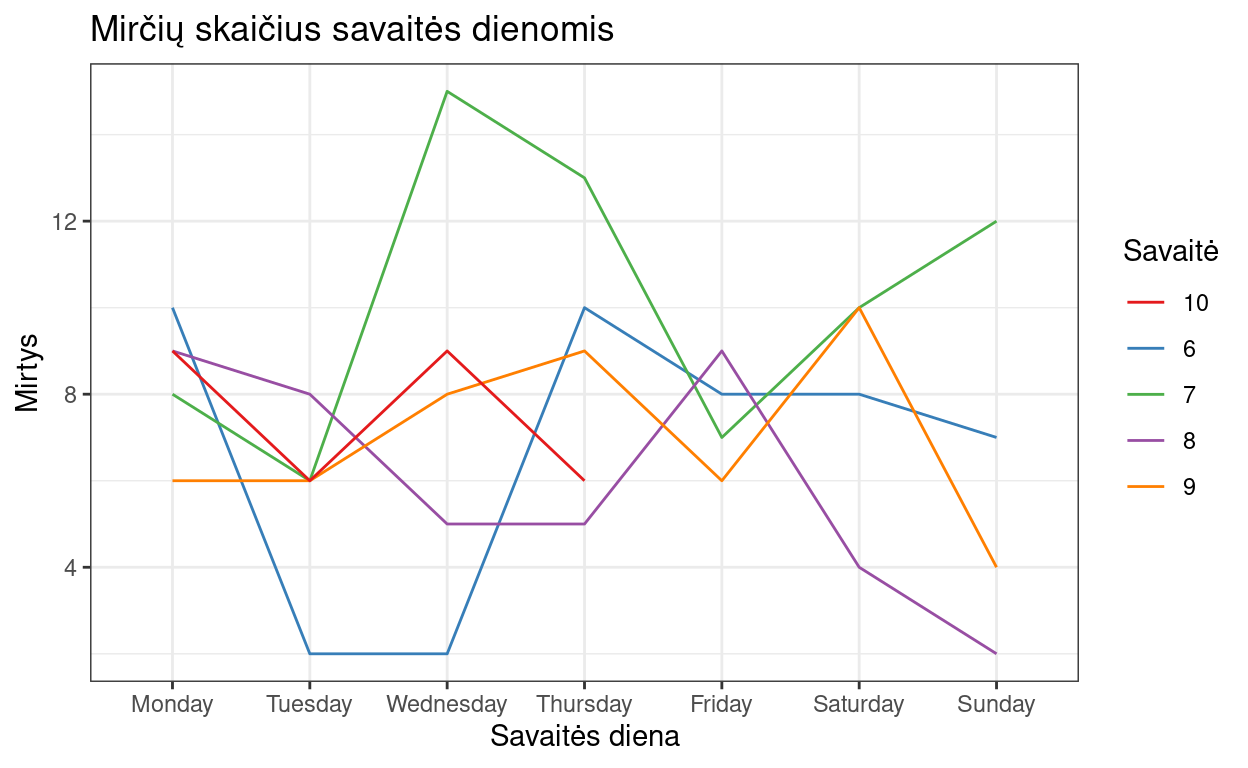 Mirčių skaičius savaitės dienomis
Mirtys
12
8
4
Monday Tuesday Wednesday Thursday Friday Saturday Sunday
Savaitės diena
Savaitė
10
6
7
8
9